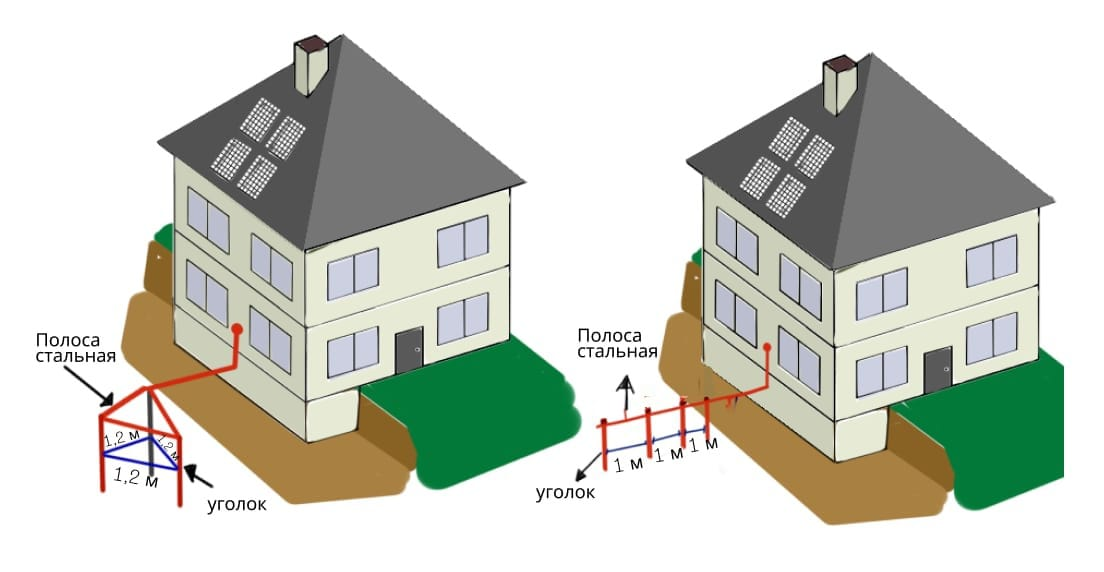 Полоса
стальная
1,2 м
1,2 м
1,2 м
уголок
Полоса
стальная
1 м
1 м
1 м
уголок